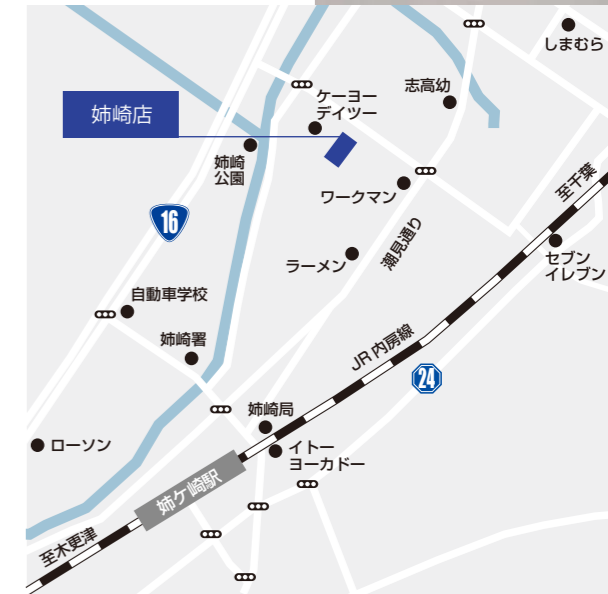 しまむら
志高幼
ケーヨー
デイツー
姉崎店
姉崎
公園
ワークマン
至千葉
16
潮見通り
ラーメン
セブン
イレブン
自動車学校
姉崎署
JR内房線
24
姉崎局
ローソン
イトー
ヨーカドー
姉ケ崎駅
至木更津